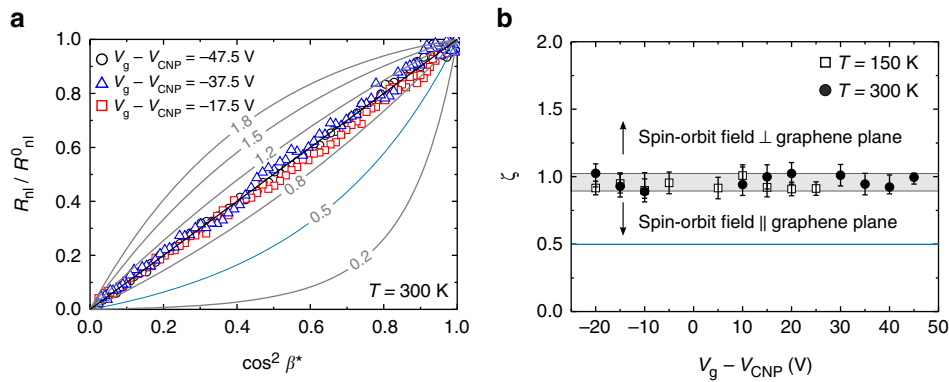 a
1.0
0.8
0.6
0.4
0.2
0.0
R_nl / R^0_nl
V_g − V_CNP = −47.5 V
V_g − V_CNP = −37.5 V
V_g − V_CNP = −17.5 V
1.8
1.5
1.2
0.8
0.5
0.2
T = 300 K
0.0 0.2 0.4 0.6 0.8 1.0
cos² β*
b
2.0
1.5
1.0
0.5
0.0
ζ
T = 150 K
T = 300 K
Spin-orbit field ⊥ graphene plane
Spin-orbit field ∥ graphene plane
−20 −10 0 10 20 30 40 50
V_g − V_CNP (V)